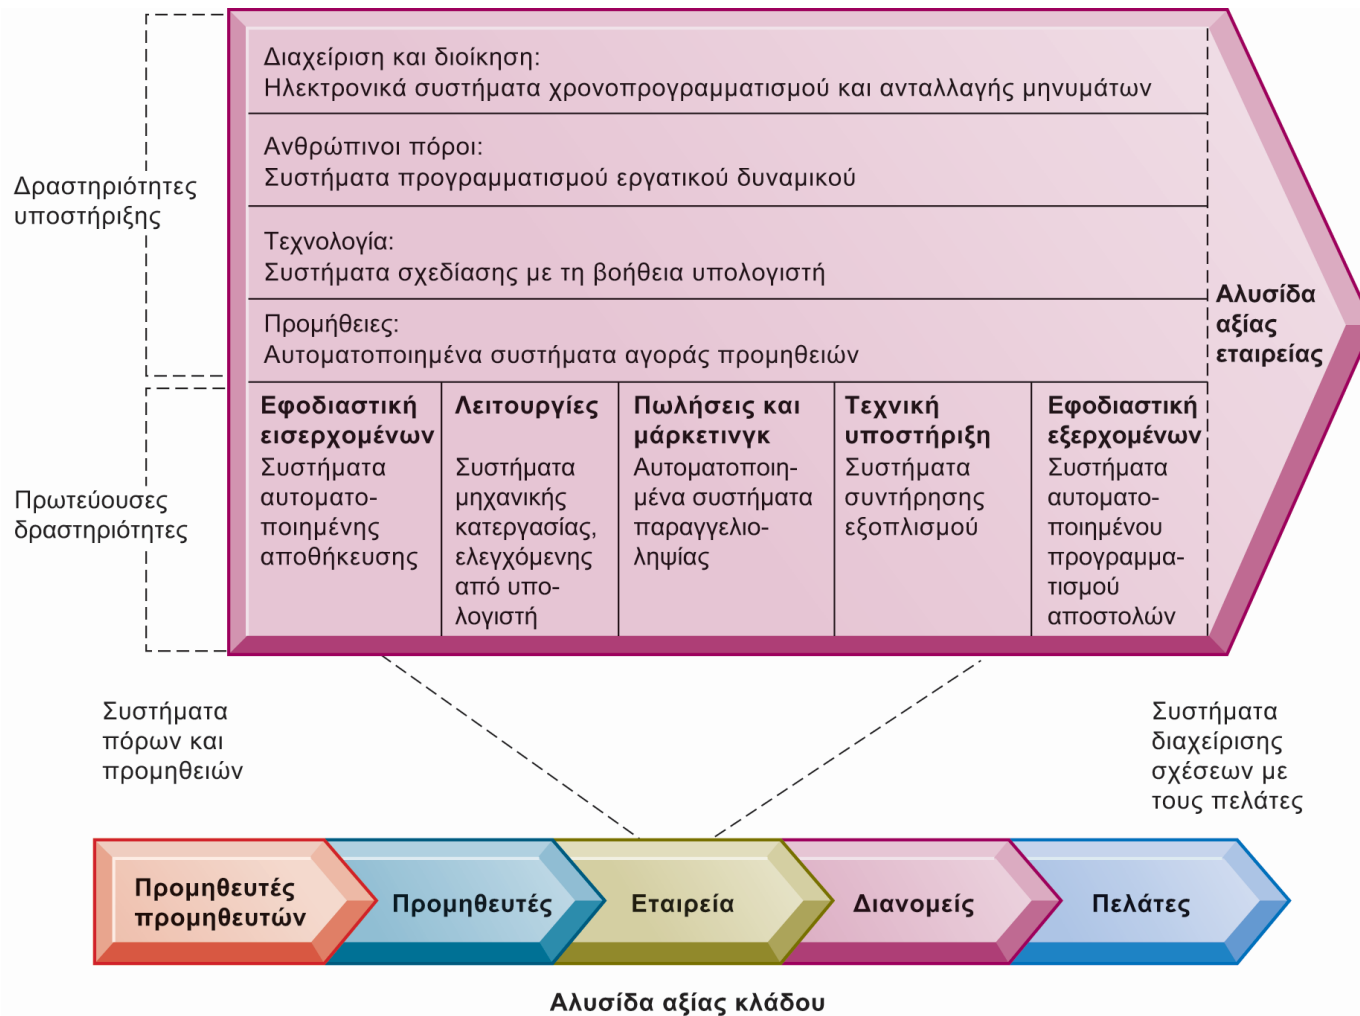 Δραστηριότητες
υποστήριξης
Διαχείριση και διοίκηση:
Ηλεκτρονικά συστήματα χρονοπρογραμματισμού και ανταλλαγής μηνυμάτων
Ανθρώπινοι πόροι:
Συστήματα προγραμματισμού εργατικού δυναμικού
Τεχνολογία:
Συστήματα σχεδίασης με τη βοήθεια υπολογιστή
Προμήθειες:
Αυτοματοποιημένα συστήματα αγοράς προμηθειών
Αλυσίδα
αξίας
εταιρείας
Πρωτεύουσες
δραστηριότητες
Εφοδιαστική
εισερχομένων
Συστήματα
αυτοματο-
ποιημένης
αποθήκευσης
Λειτουργίες
Συστήματα
μηχανικής
κατεργασίας,
ελεγχόμενης
από υπο-
λογιστή
Πωλήσεις και
μάρκετινγκ
Αυτοματοποιη-
μένα συστήματα
παραγγελιο-
ληψίας
Τεχνική
υποστήριξη
Συστήματα
συντήρησης
εξοπλισμού
Εφοδιαστική
εξερχομένων
Συστήματα
αυτοματο-
ποιημένου
προγραμμα-
τισμού
αποστολών
Συστήματα
πόρων και
προμηθειών
Συστήματα
διαχείρισης
σχέσεων με
τους πελάτες
Προμηθευτές
προμηθευτών
Προμηθευτές
Εταιρεία
Διανομείς
Πελάτες
Αλυσίδα αξίας κλάδου